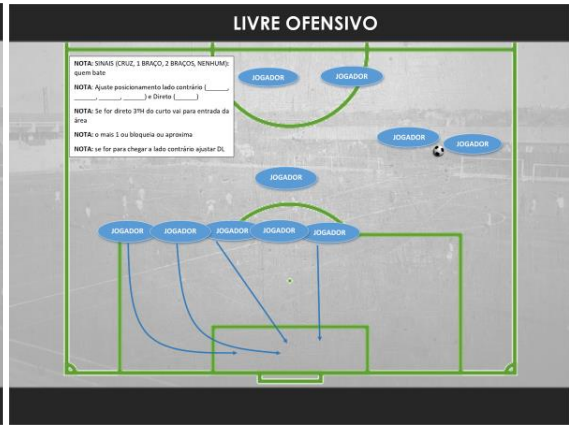 LIVRE OFENSIVO
NOTA: SINAIS (CRUZ, 1 BRAÇO, 2 BRAÇOS, NENHUM):
quem bate
NOTA: Ajuste posicionamento lado contrário (______,
______, ______, ______) e Direto (______)
NOTA: Se for direto 3ºH do curto vai para entrada da
área
NOTA: o mais 1 ou bloqueia ou aproxima
NOTA: se for para chegar a lado contrário ajustar DL
JOGADOR
JOGADOR
JOGADOR
JOGADOR
JOGADOR
JOGADOR
JOGADOR
JOGADOR
JOGADOR
JOGADOR